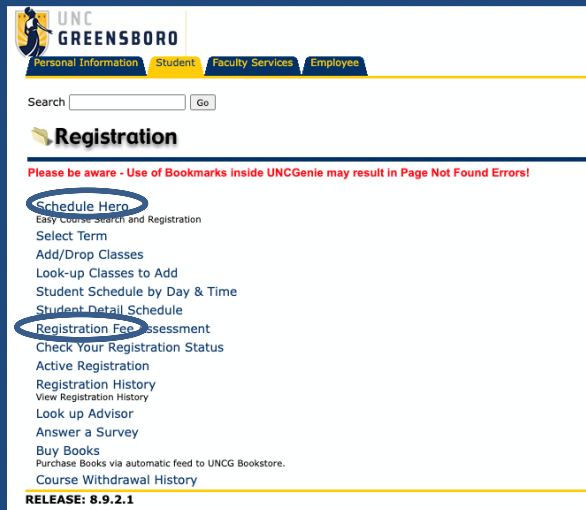 UNC
GREENSBORO
Personal Information Student Faculty Services Employee
Search Go
Registration
Please be aware - Use of Bookmarks inside UNCGenie may result in Page Not Found Errors!
Schedule Hero
Easy Course Search and Registration
Select Term
Add/Drop Classes
Look-up Classes to Add
Student Schedule by Day & Time
Student Detail Schedule
Registration Fee Assessment
Check Your Registration Status
Active Registration
Registration History
View Registration History
Look up Advisor
Answer a Survey
Buy Books
Purchase Books via automatic feed to UNCG Bookstore.
Course Withdrawal History
RELEASE: 8.9.2.1